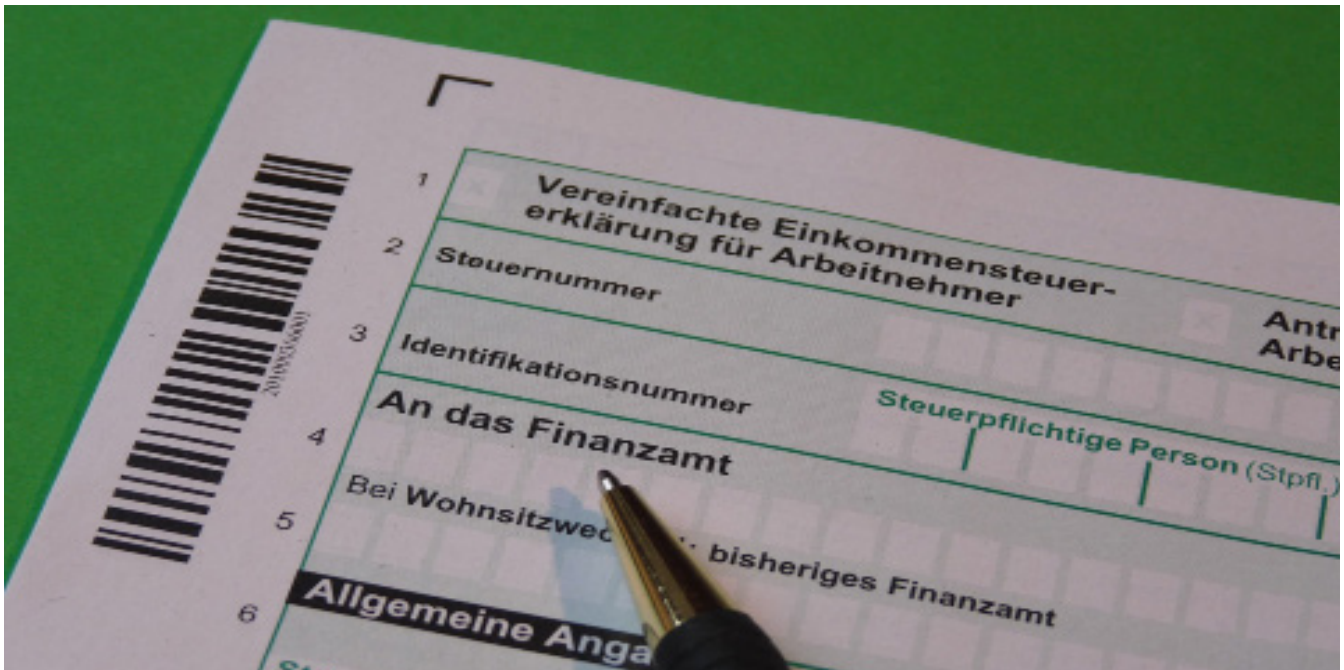 1
Vereinfachte Einkommensteuer-
erklärung für Arbeitnehmer
Antr
Arbe
2
Steuernummer
3
Identifikationsnummer
Steuerpflichtige Person (Stpfl.)
4
An das Finanzamt
5
Bei Wohnsitzwec bisheriges Finanzamt
6
Allgemeine Anga